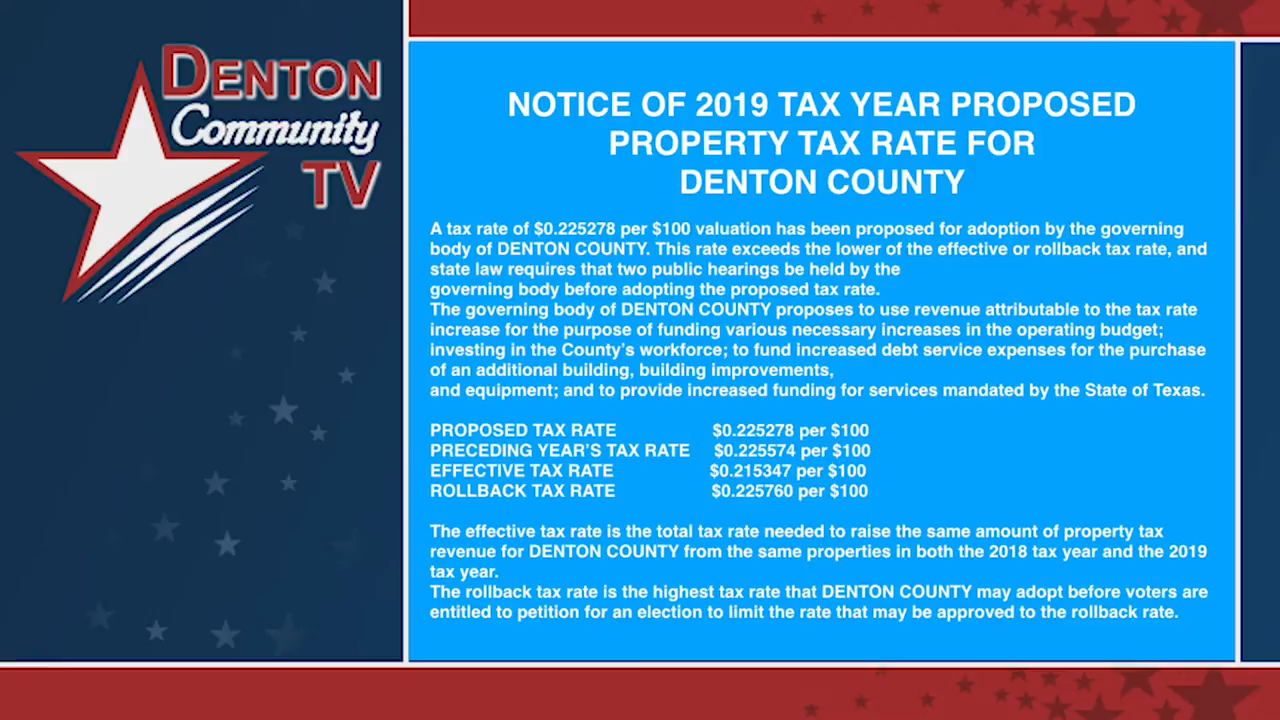 DENTON
Community
TV
NOTICE OF 2019 TAX YEAR PROPOSED
PROPERTY TAX RATE FOR
DENTON COUNTY
A tax rate of $0.225278 per $100 valuation has been proposed for adoption by the governing
body of DENTON COUNTY. This rate exceeds the lower of the effective or rollback tax rate, and
state law requires that two public hearings be held by the
governing body before adopting the proposed tax rate.
The governing body of DENTON COUNTY proposes to use revenue attributable to the tax rate
increase for the purpose of funding various necessary increases in the operating budget;
investing in the County's workforce; to fund increased debt service expenses for the purchase
of an additional building, building improvements,
and equipment; and to provide increased funding for services mandated by the State of Texas.
PROPOSED TAX RATE $0.225278 per $100
PRECEDING YEAR'S TAX RATE $0.225574 per $100
EFFECTIVE TAX RATE $0.215347 per $100
ROLLBACK TAX RATE $0.225760 per $100
The effective tax rate is the total tax rate needed to raise the same amount of property tax
revenue for DENTON COUNTY from the same properties in both the 2018 tax year and the 2019
tax year.
The rollback tax rate is the highest tax rate that DENTON COUNTY may adopt before voters are
entitled to petition for an election to limit the rate that may be approved to the rollback rate.